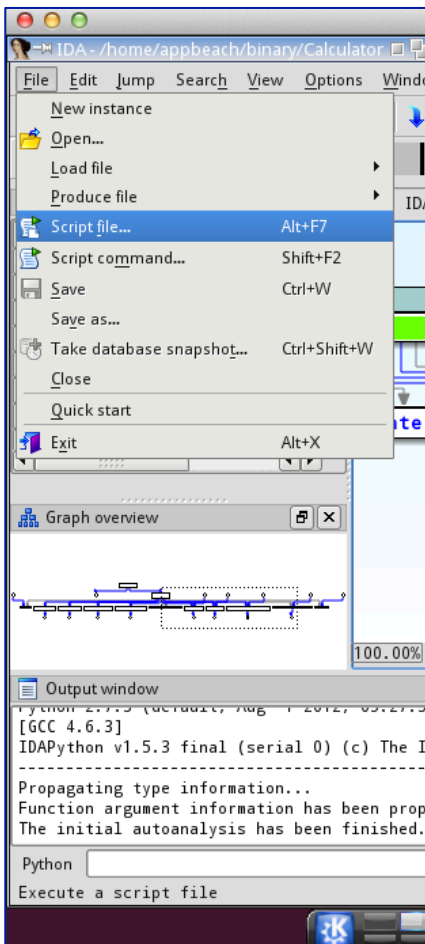 IDA - /home/appbeach/binary/Calculator
File Edit Jump Search View Options Windo
New instance
Open...
Load file
Produce file
ID
Script file... Alt+F7
Script command... Shift+F2
Save Ctrl+W
Save as...
Take database snapshot... Ctrl+Shift+W
Close
Quick start
nte
Exit Alt+X
Graph overview
100.00%
Output window
[GCC 4.6.3]
IDAPython v1.5.3 final (serial 0) (c) The I
Propagating type information...
Function argument information has been prop
The initial autoanalysis has been finished.
Python
Execute a script file